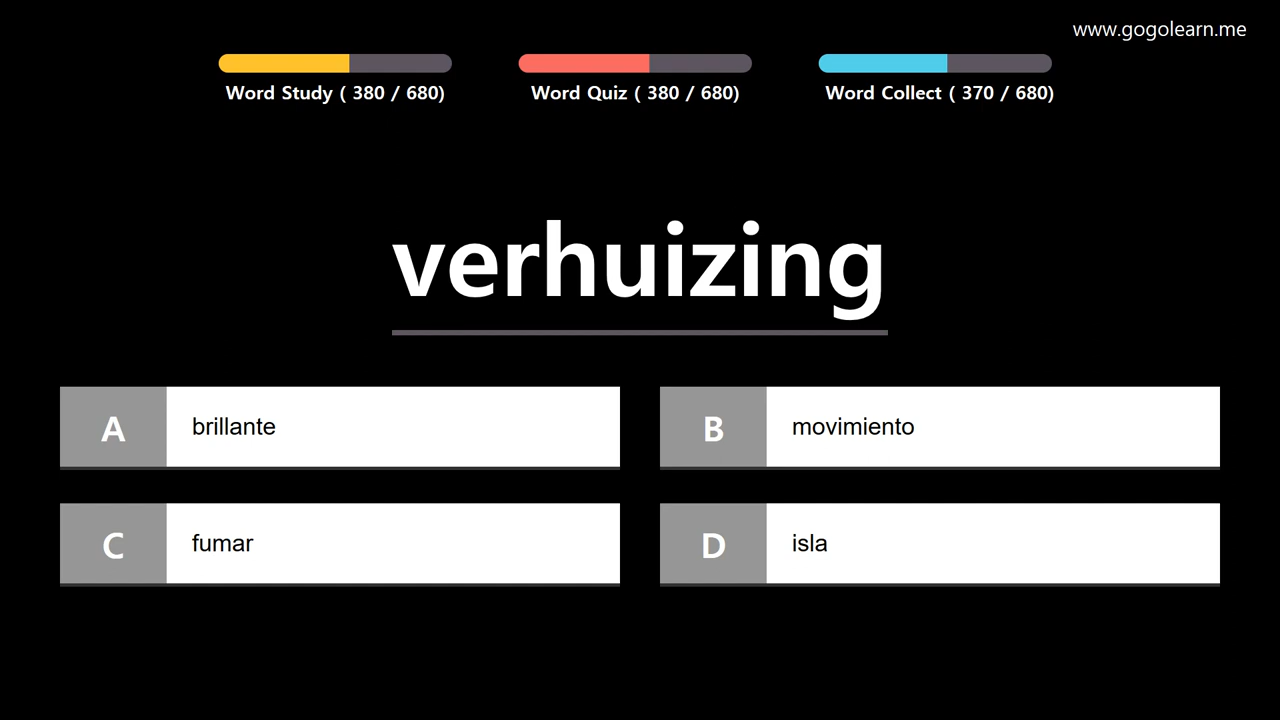 www.gogolearn.me
Word Study ( 380 / 680)
Word Quiz ( 380 / 680)
Word Collect ( 370 / 680)
verhuizing
A brillante
B movimiento
C fumar
D isla